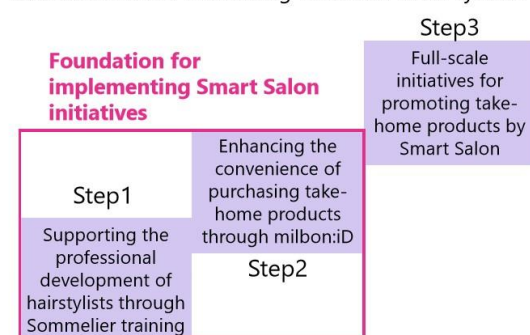 Step3
Full-scale
initiatives for
promoting take-
home products by
Smart Salon
Foundation for
implementing Smart Salon
initiatives
Enhancing the
convenience of
purchasing take-
home products
through milbon:iD
Step2
Step1
Supporting the
professional
development of
hairstylists through
Sommelier training